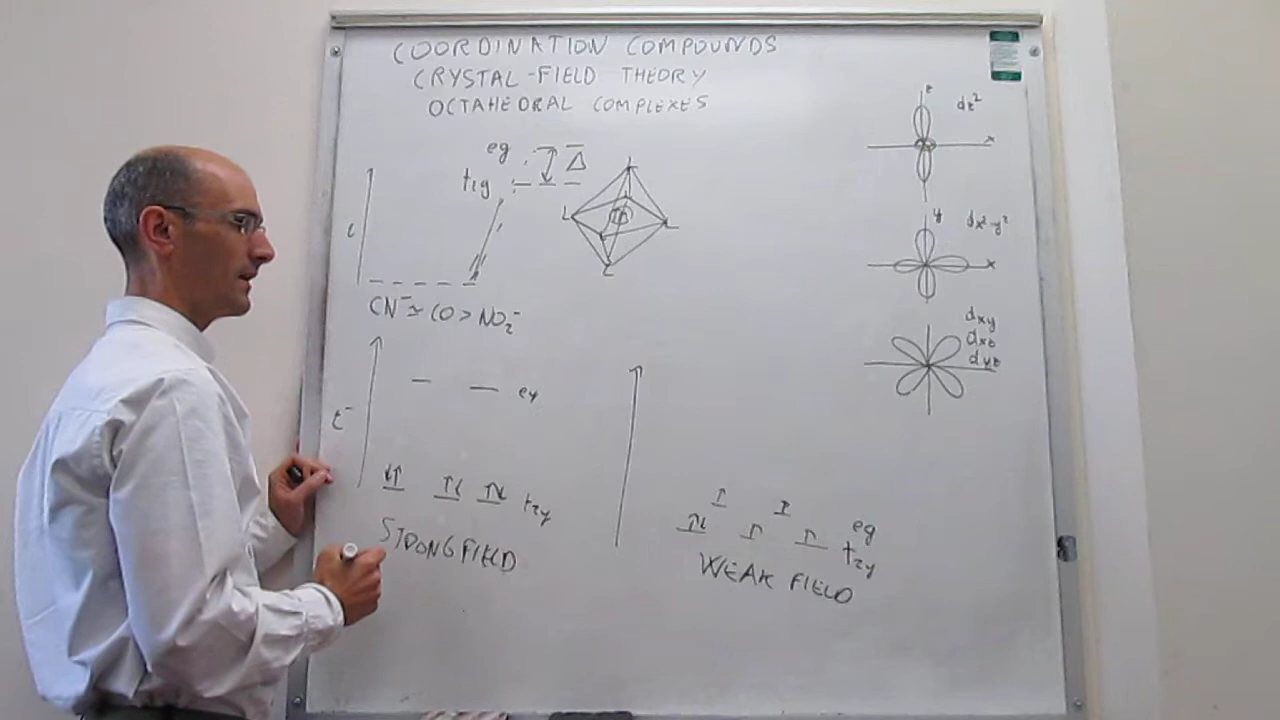 COORDINATION COMPOUNDS
CRYSTAL-FIELD THEORY
OCTAHEDRAL COMPLEXES
eg Δ
t2g
L
L
L
L
CN⁻ ≃ CO > NO₂⁻
eg
t2g
STRONG FIELD
eg
t2g
WEAK FIELD
z
dz²
x
y
dx²-y²
x
dxy
dxz
dyz